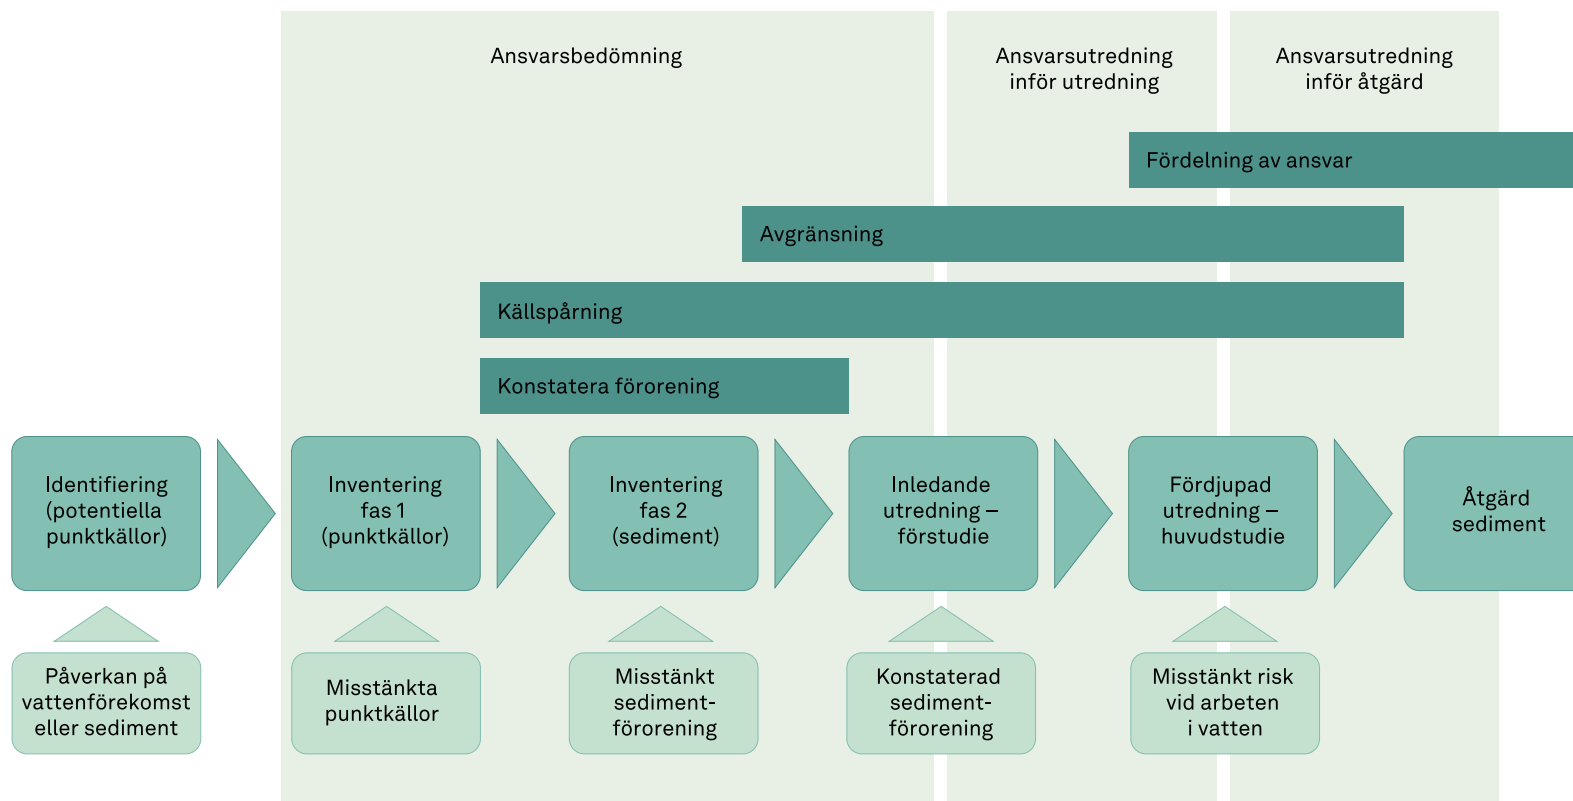 Ansvarsbedömning
Ansvarsutredning
inför utredning
Ansvarsutredning
inför åtgärd
Fördelning av ansvar
Avgränsning
Källspårning
Konstatera förorening
Identifiering
(potentiella
punktkällor)
Inventering
fas 1
(punktkällor)
Inventering
fas 2
(sediment)
Inledande
utredning –
förstudie
Fördjupad
utredning –
huvudstudie
Åtgärd
sediment
Påverkan på
vattenförekomst
eller sediment
Misstänkta
punktkällor
Misstänkt
sediment-
förorening
Konstaterad
sediment-
förorening
Misstänkt risk
vid arbeten
i vatten